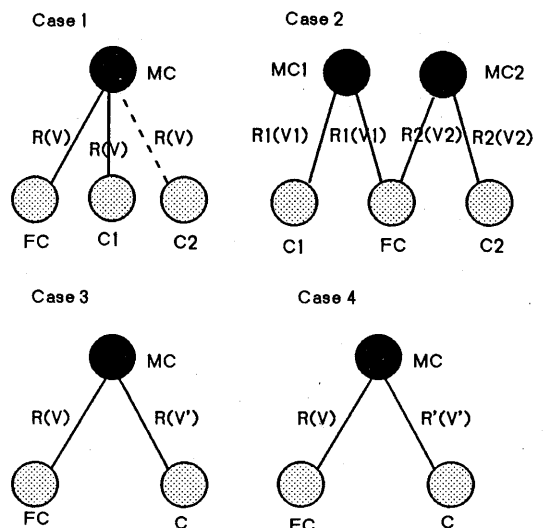 Case 1
MC
R(V)
R(V)
R(V)
FC
C1
C2
Case 2
MC1
MC2
R1(V1)
R1(V1)
R2(V2)
R2(V2)
C1
FC
C2
Case 3
MC
R(V)
R(V')
FC
C
Case 4
MC
R(V)
R'(V')
FC
C